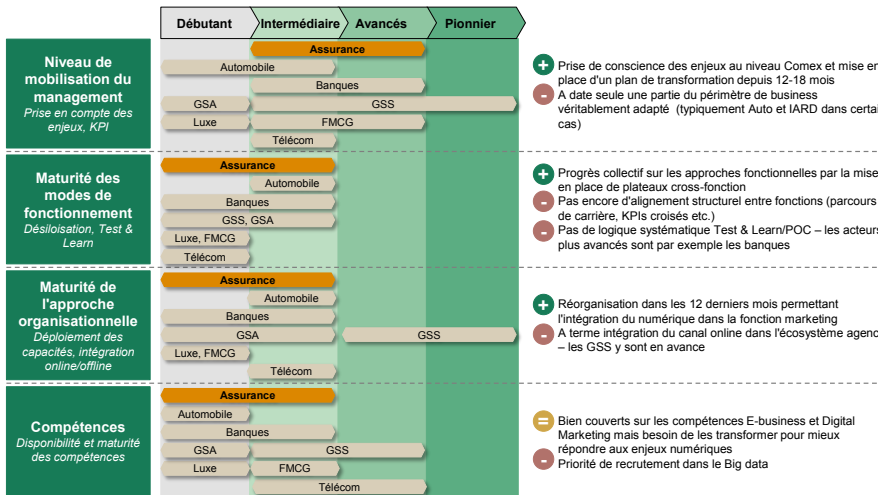 Débutant
Intermédiaire
Avancés
Pionnier
Niveau de
mobilisation du
management
Prise en compte des
enjeux, KPI
Assurance
Automobile
Banques
GSA
GSS
Luxe
FMCG
Télécom
Prise de conscience des enjeux au niveau Comex et mise en
place d'un plan de transformation depuis 12-18 mois
A date seule une partie du périmètre de business
véritablement adapté (typiquement Auto et IARD dans certai
cas)
Maturité des
modes de
fonctionnement
Désiloisation, Test &
Learn
Assurance
Automobile
Banques
GSS, GSA
Luxe, FMCG
Télécom
Progrès collectif sur les approches fonctionnelles par la mise
en place de plateaux cross-fonction
Pas encore d'alignement structurel entre fonctions (parcours
de carrière, KPIs croisés etc.)
Pas de logique systématique Test & Learn/POC – les acteurs
plus avancés sont par exemple les banques
Maturité de
l'approche
organisationnelle
Déploiement des
capacités, intégration
online/offline
Assurance
Automobile
Banques
GSA
GSS
Luxe, FMCG
Télécom
Réorganisation dans les 12 derniers mois permettant
l'intégration du numérique dans la fonction marketing
A terme intégration du canal online dans l'écosystème agenc
– les GSS y sont en avance
Compétences
Disponibilité et maturité
des compétences
Assurance
Automobile
Banques
GSA
GSS
Luxe
FMCG
Télécom
Bien couverts sur les compétences E-business et Digital
Marketing mais besoin de les transformer pour mieux
répondre aux enjeux numériques
Priorité de recrutement dans le Big data